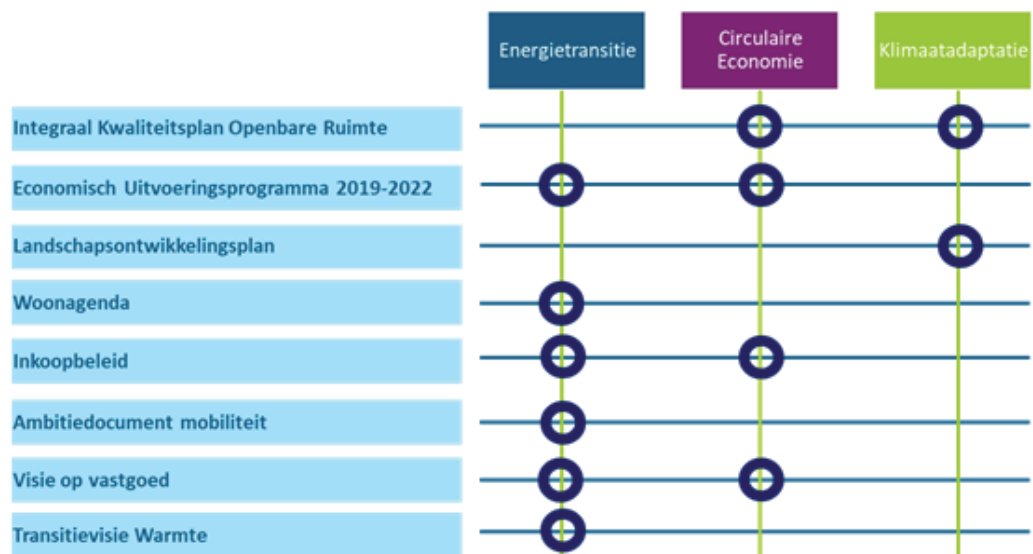 Energietransitie
Circulaire
Economie
Klimaatadaptatie
Integraal Kwaliteitsplan Openbare Ruimte
Economisch Uitvoeringsprogramma 2019-2022
Landschapsontwikkelingsplan
Woonagenda
Inkoopbeleid
Ambitiedocument mobiliteit
Visie op vastgoed
Transitievisie Warmte